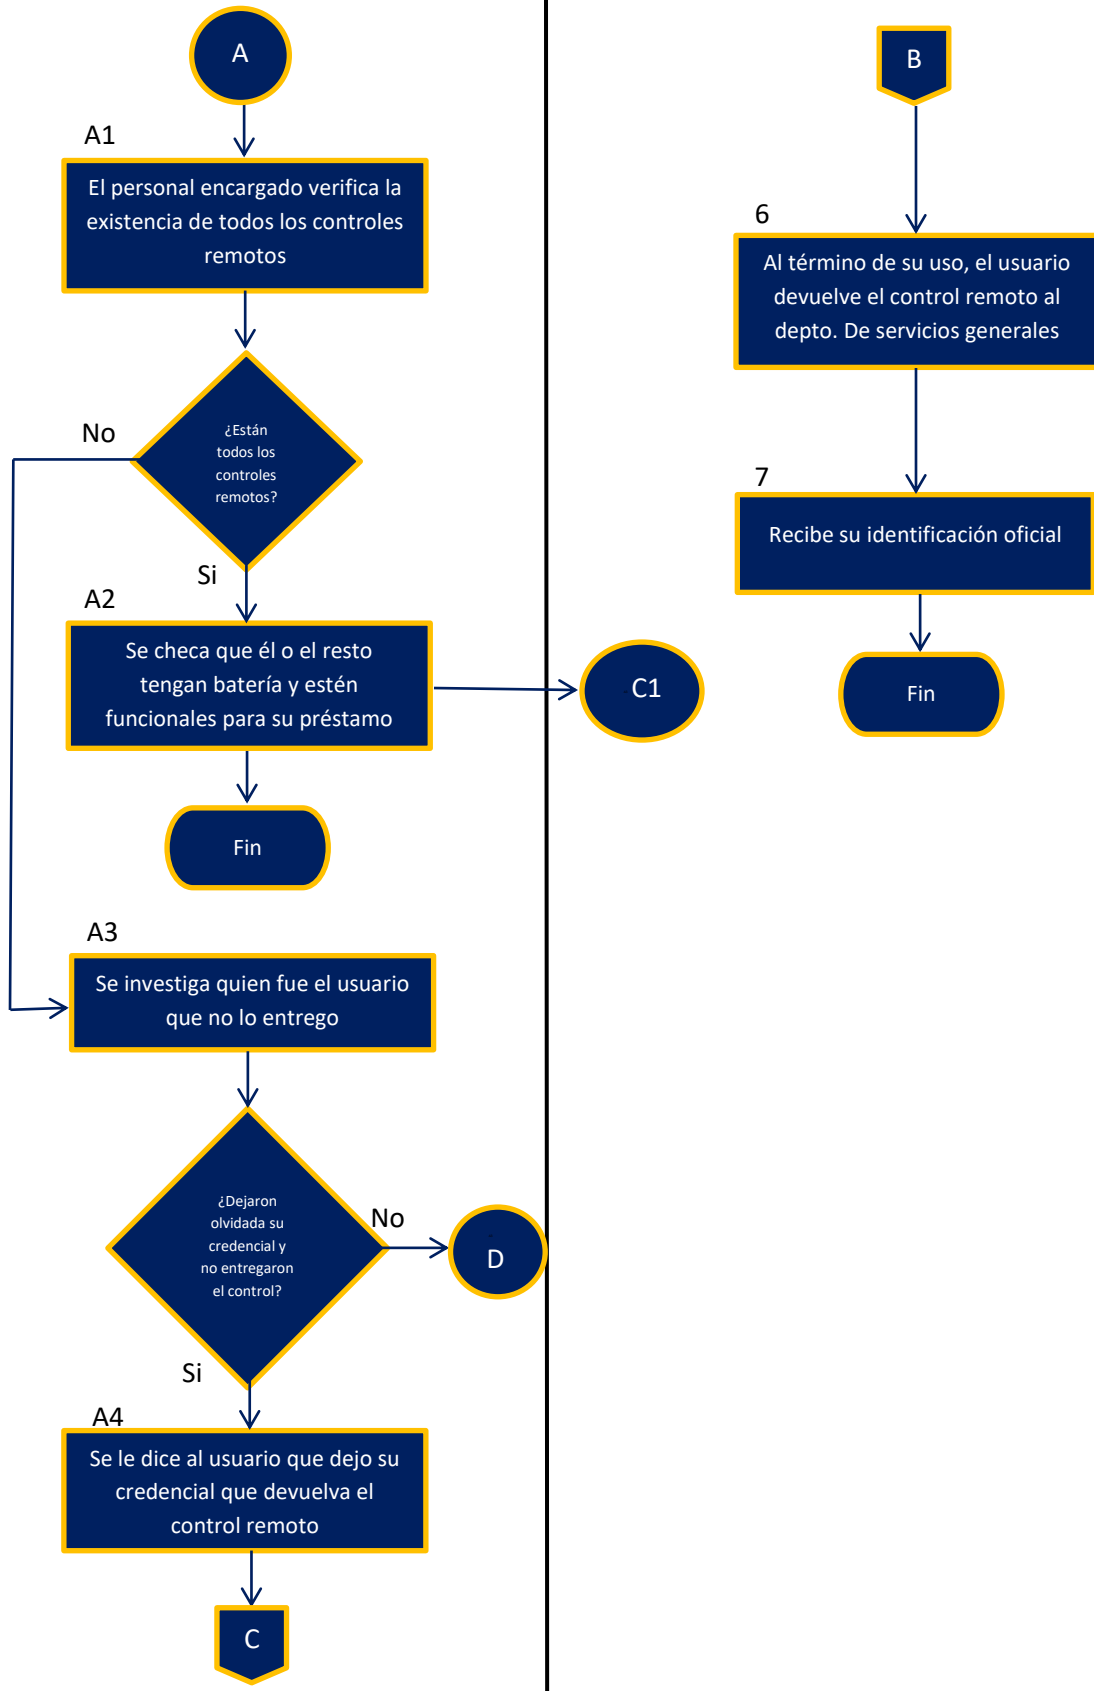 A
A1
El personal encargado verifica la
existencia de todos los controles
remotos
¿Están
todos los
controles
remotos?
No
Si
A2
Se checa que él o el resto
tengan batería y estén
funcionales para su préstamo
C1
Fin
A3
Se investiga quien fue el usuario
que no lo entrego
¿Dejaron
olvidada su
credencial y
no entregaron
el control?
No
D
Si
A4
Se le dice al usuario que dejo su
credencial que devuelva el
control remoto
C
B
6
Al término de su uso, el usuario
devuelve el control remoto al
depto. De servicios generales
7
Recibe su identificación oficial
Fin